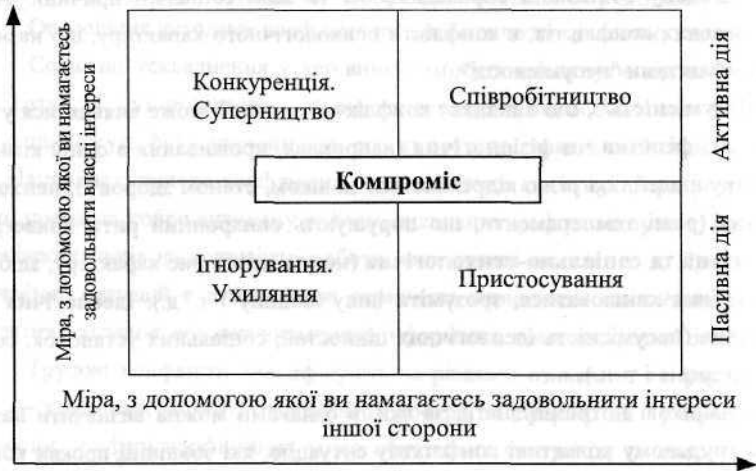 Міра, з допомогою якої ви намагаєтесь
задовольнити власні інтереси
Конкуренція.
Суперництво
Співробітництво
Активна дія
Компроміс
Ігнорування.
Ухиляння
Пристосування
Пасивна дія
Міра, з допомогою якої ви намагаєтесь задовольнити інтереси
іншої сторони